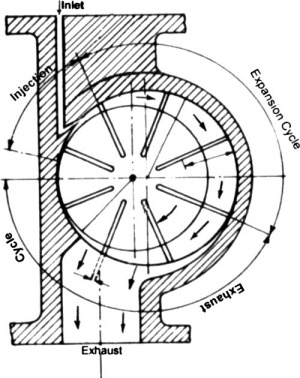 Inlet
Injection
Expansion Cycle
Cycle
Exhaust
Exhaust